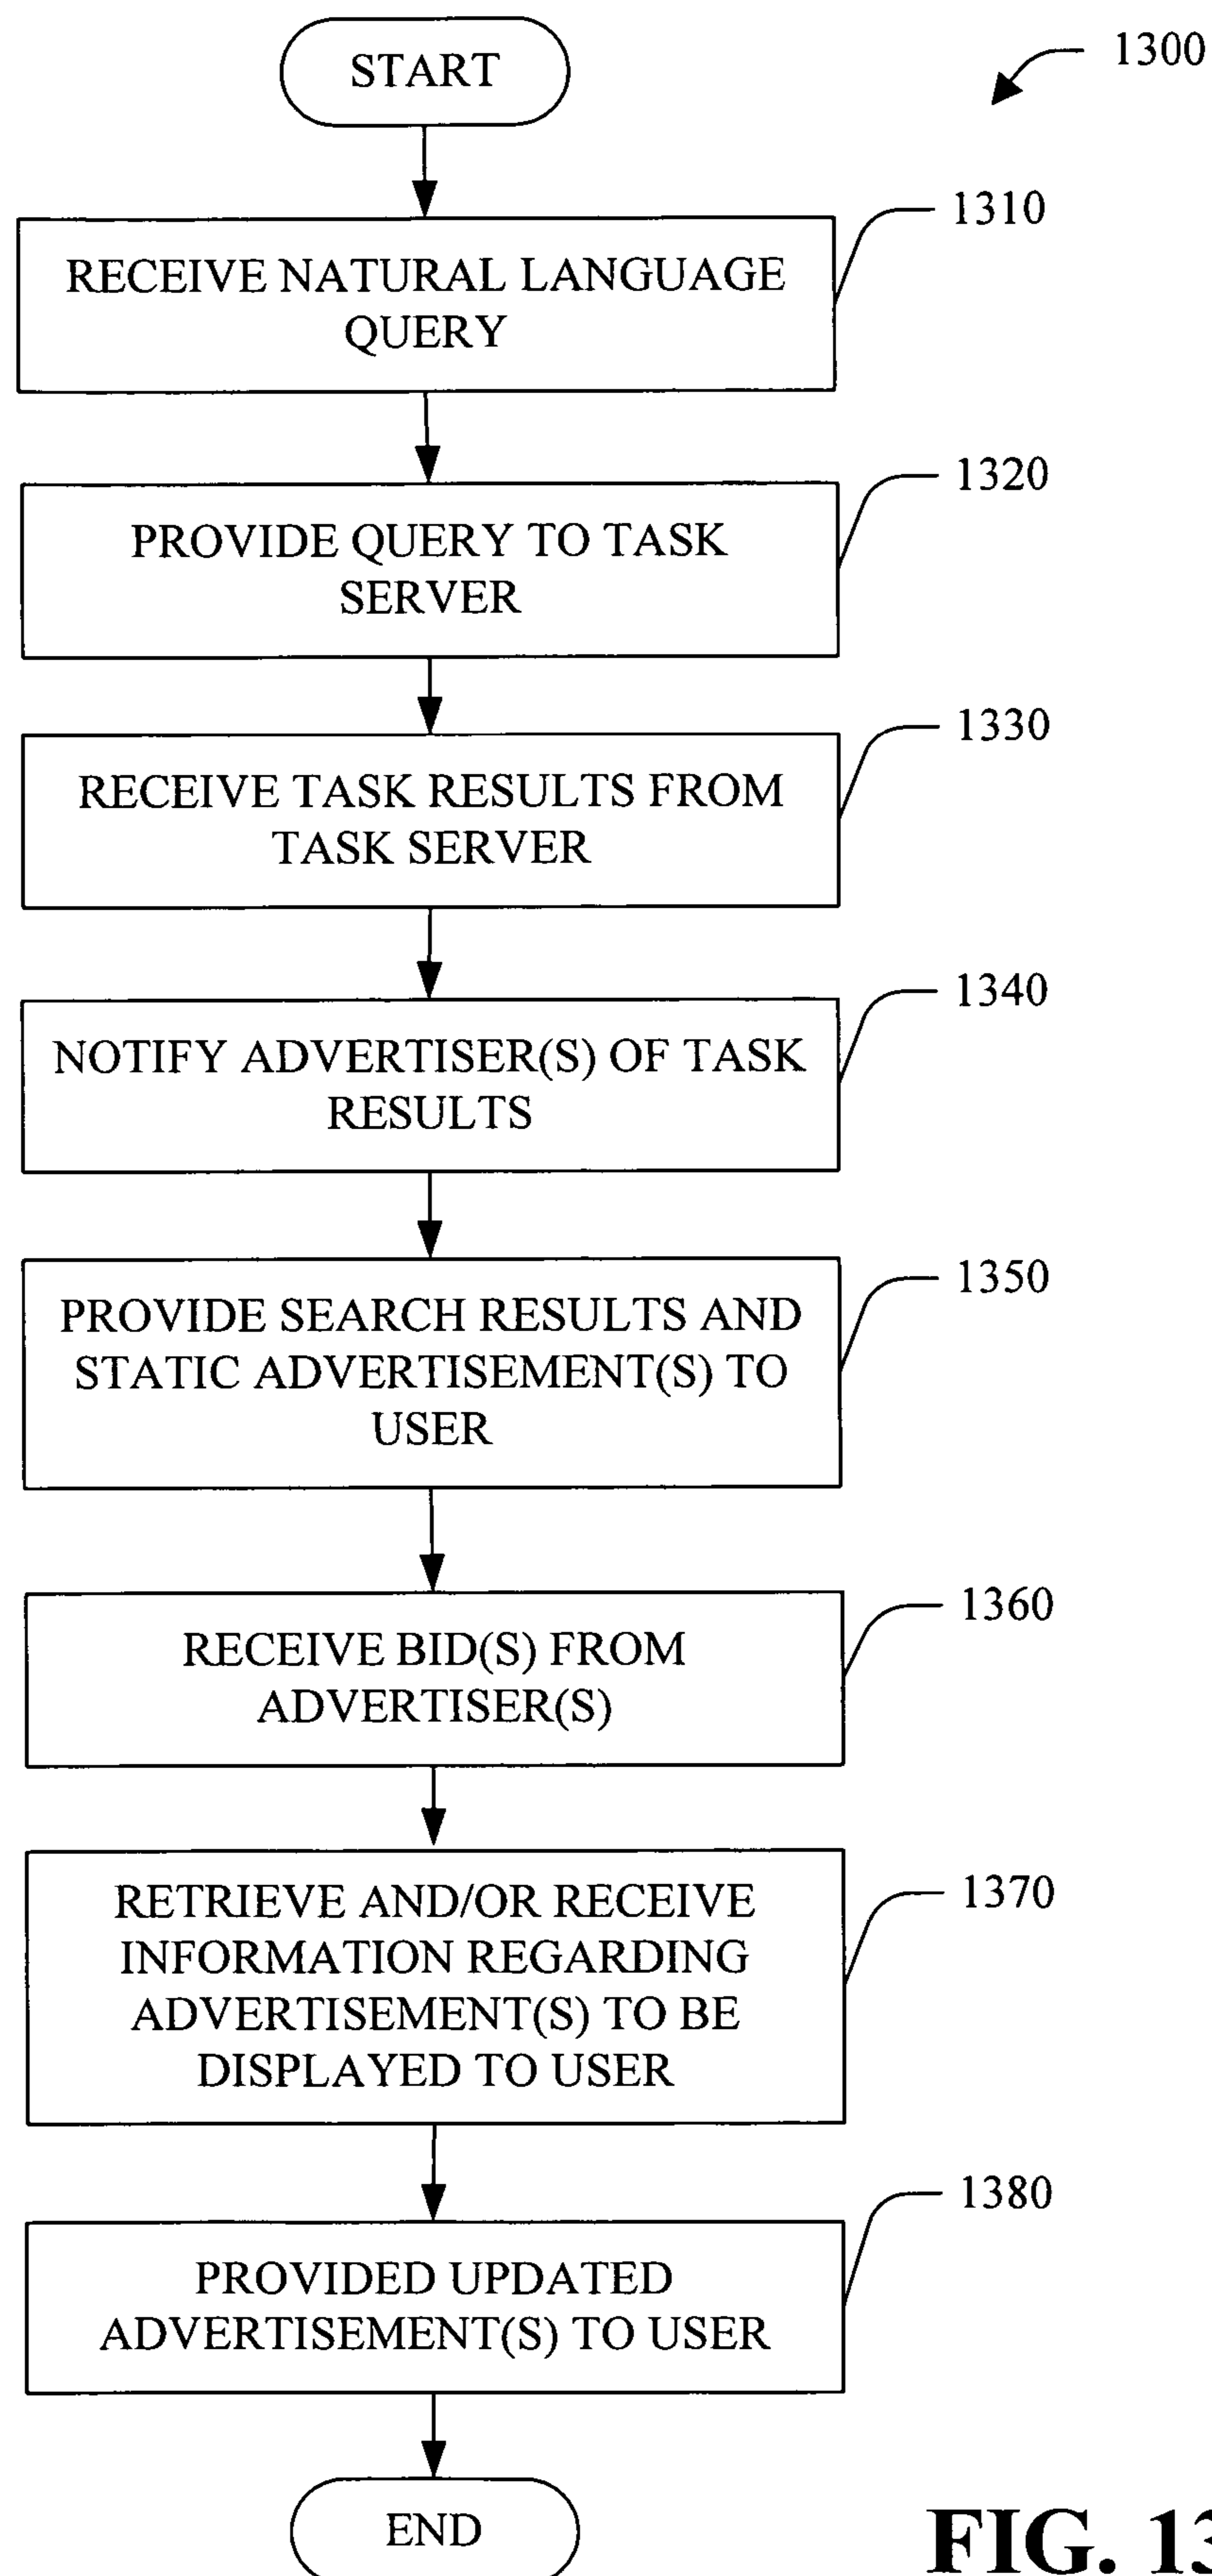 START
1300
1310
RECEIVE NATURAL LANGUAGE
QUERY
1320
PROVIDE QUERY TO TASK
SERVER
1330
RECEIVE TASK RESULTS FROM
TASK SERVER
1340
NOTIFY ADVERTISER(S) OF TASK
RESULTS
1350
PROVIDE SEARCH RESULTS AND
STATIC ADVERTISEMENT(S) TO
USER
1360
RECEIVE BID(S) FROM
ADVERTISER(S)
1370
RETRIEVE AND/OR RECEIVE
INFORMATION REGARDING
ADVERTISEMENT(S) TO BE
DISPLAYED TO USER
1380
PROVIDED UPDATED
ADVERTISEMENT(S) TO USER
END
FIG. 13